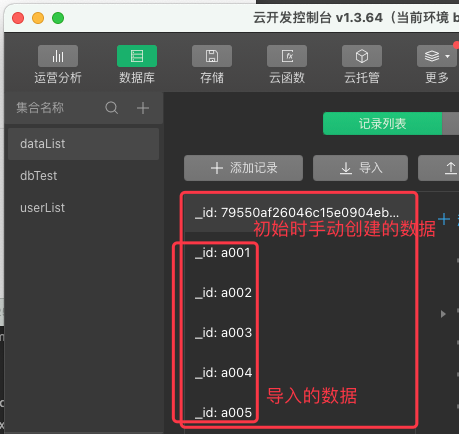 云开发控制台 v1.3.64（当前环境 b
运营分析
数据库
存储
云函数
云托管
更多
集合名称
记录列表
dataList
dbTest
userList
添加记录
导入
_id: 79550af26046c15e0904eb...
初始时手动创建的数据
_id: a001
_id: a002
_id: a003
_id: a004
导入的数据
_id: a005